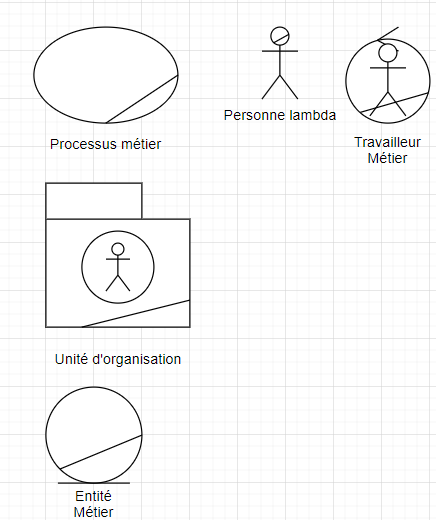 Processus métier
Personne lambda
Travailleur
Métier
Unité d'organisation
Entité
Métier